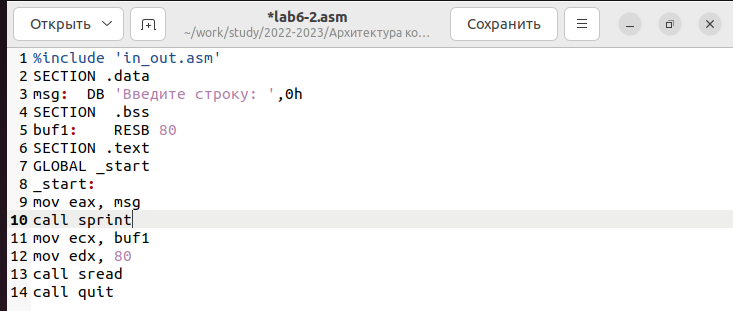 Открыть
*lab6-2.asm
~/work/study/2022-2023/Архитектура ко...
Сохранить
1 %include 'in_out.asm'
2 SECTION .data
3 msg:  DB 'Введите строку: ',0h
4 SECTION  .bss
5 buf1:    RESB 80
6 SECTION .text
7 GLOBAL _start
8 _start:
9 mov eax, msg
10 call sprint
11 mov ecx, buf1
12 mov edx, 80
13 call sread
14 call quit